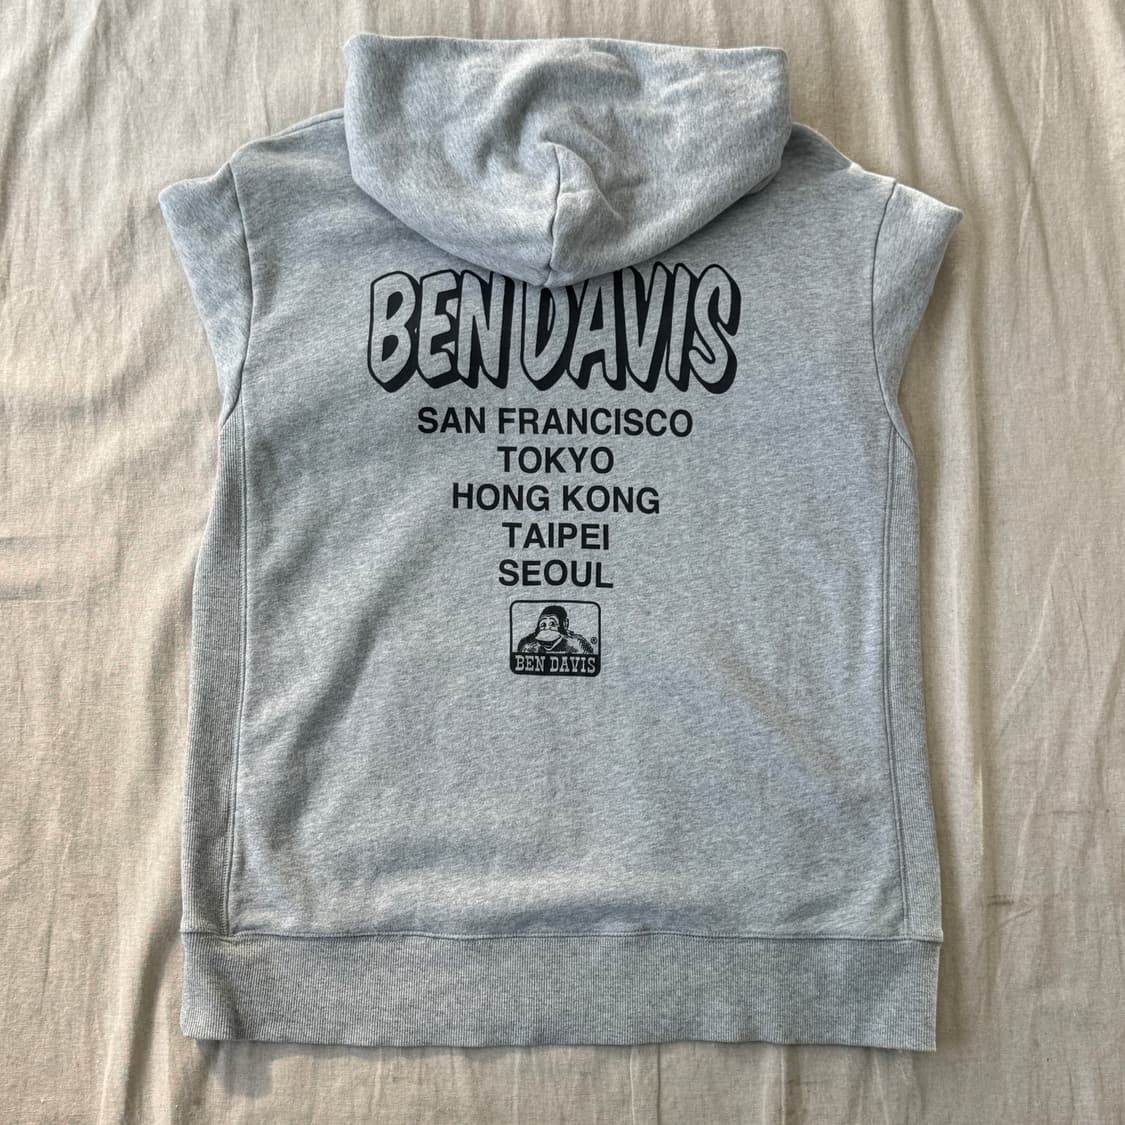 BEN DAVIS
SAN FRANCISCO
TOKYO
HONG KONG
TAIPEI
SEOUL
®
BEN DAVIS